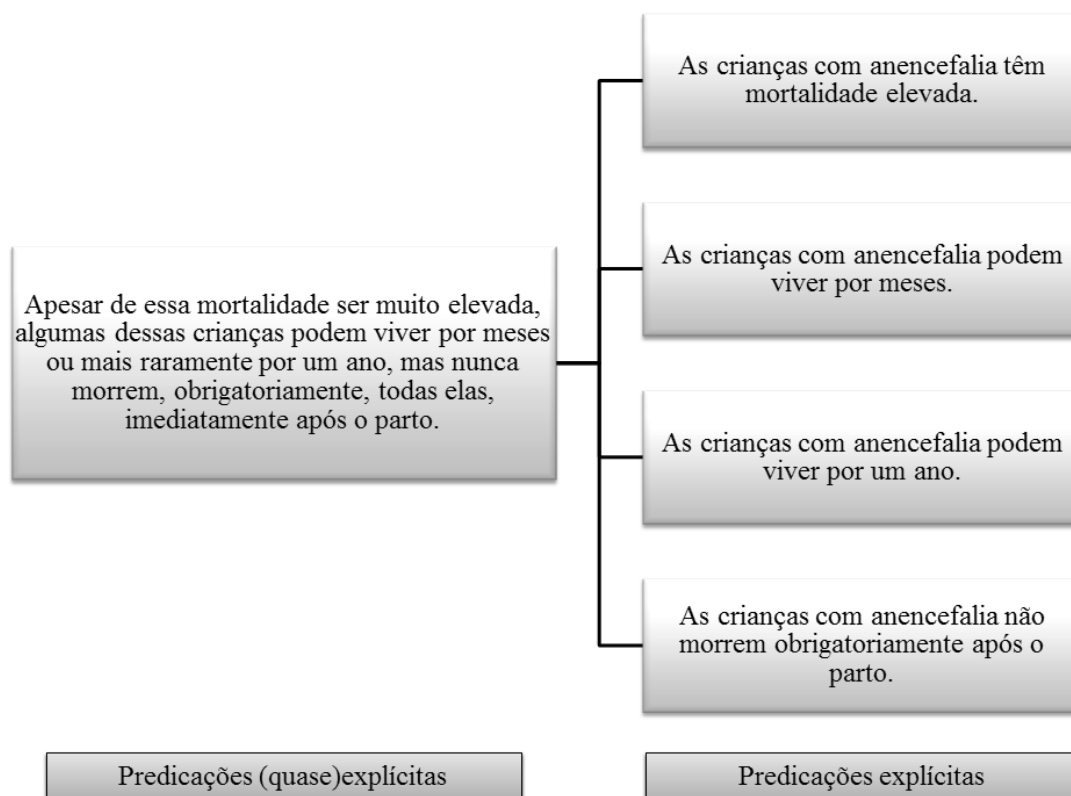 As crianças com anencefalia têm
mortalidade elevada.
As crianças com anencefalia podem
viver por meses.
Apesar de essa mortalidade ser muito elevada,
algumas dessas crianças podem viver por meses
ou mais raramente por um ano, mas nunca
morrem, obrigatoriamente, todas elas,
imediatamente após o parto.
As crianças com anencefalia podem
viver por um ano.
As crianças com anencefalia não
morrem obrigatoriamente após o
parto.
Predicações (quase)explícitas
Predicações explícitas